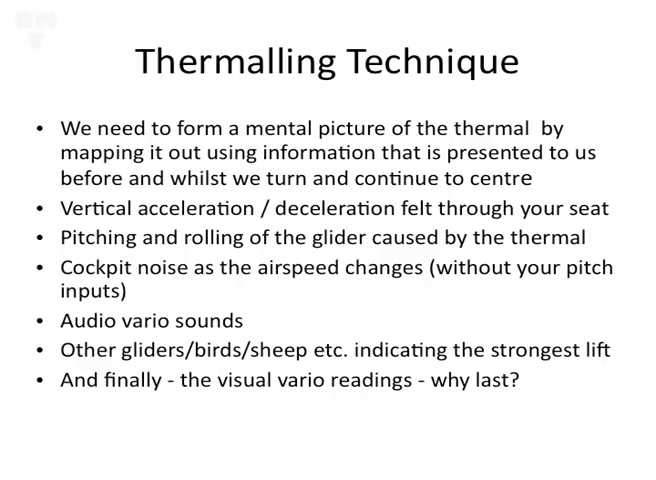 Thermalling Technique
• We need to form a mental picture of the thermal  by
mapping it out using information that is presented to us
before and whilst we turn and continue to centre
• Vertical acceleration / deceleration felt through your seat
• Pitching and rolling of the glider caused by the thermal
• Cockpit noise as the airspeed changes (without your pitch
inputs)
• Audio vario sounds
• Other gliders/birds/sheep etc. indicating the strongest lift
• And finally - the visual vario readings - why last?